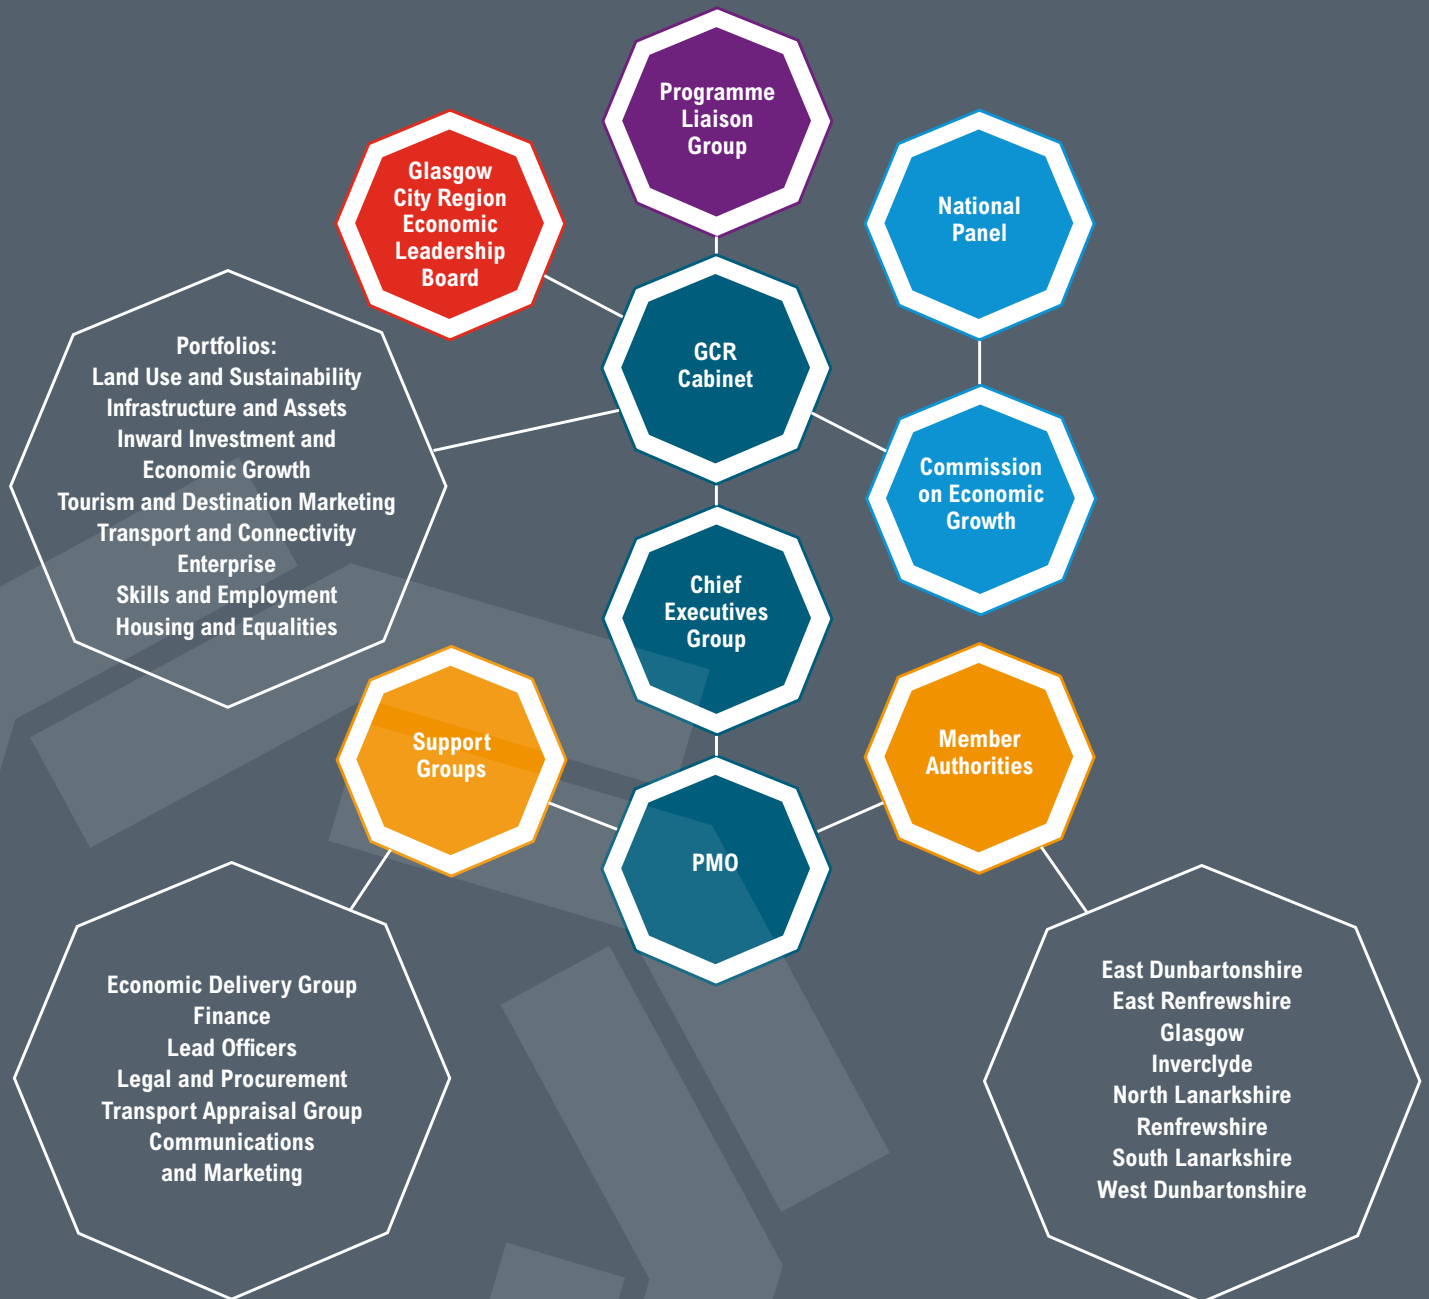 Programme
Liaison
Group
Glasgow
City Region
Economic
Leadership
Board
National
Panel
Portfolios:
Land Use and Sustainability
Infrastructure and Assets
Inward Investment and
Economic Growth
Tourism and Destination Marketing
Transport and Connectivity
Enterprise
Skills and Employment
Housing and Equalities
GCR
Cabinet
Commission
on Economic
Growth
Chief
Executives
Group
Support
Groups
Member
Authorities
PMO
Economic Delivery Group
Finance
Lead Officers
Legal and Procurement
Transport Appraisal Group
Communications
and Marketing
East Dunbartonshire
East Renfrewshire
Glasgow
Inverclyde
North Lanarkshire
Renfrewshire
South Lanarkshire
West Dunbartonshire